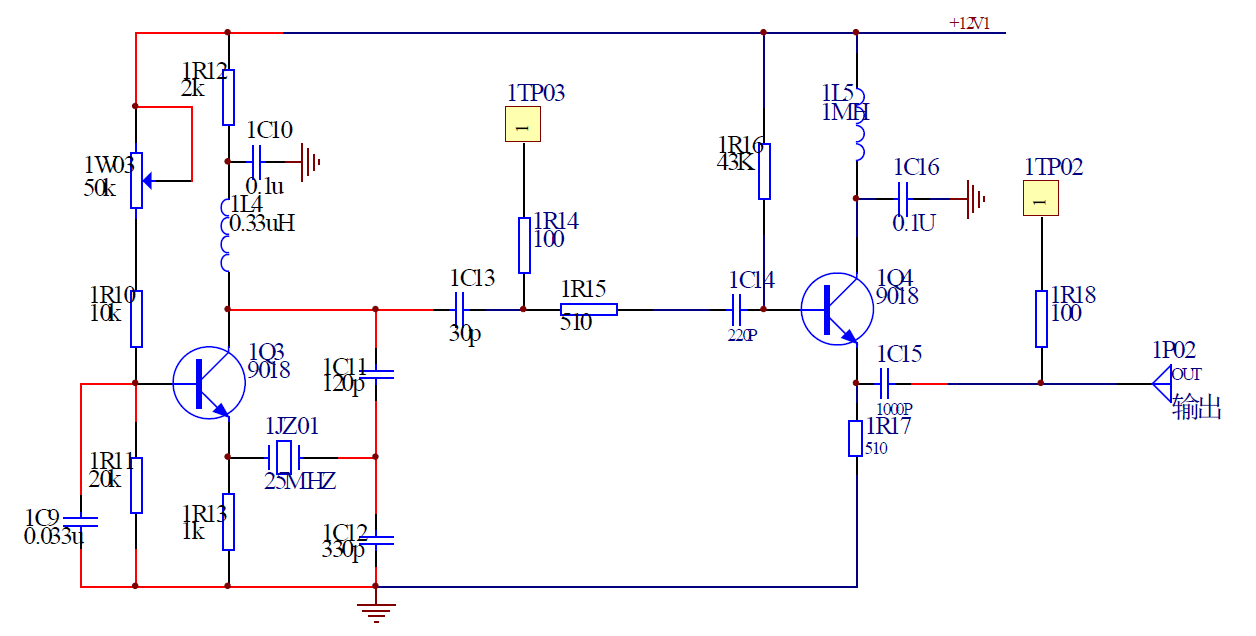 +12V1
1R12
2k
1C10
0.1u
1W03
50k
1L4
0.33uH
1TP03
1
1R14
100
1L5
1MH
1R16
43K
1C16
0.1U
1TP02
1
1R10
10k
1C13
30p
1R15
510
1C14
220P
1Q4
9018
1R18
100
1Q3
9018
1C11
120p
1C15
1000P
1P02
OUT
输出
1JZ01
25MHZ
1R17
510
1R11
20k
1C9
0.033u
1R13
1k
1C12
330p